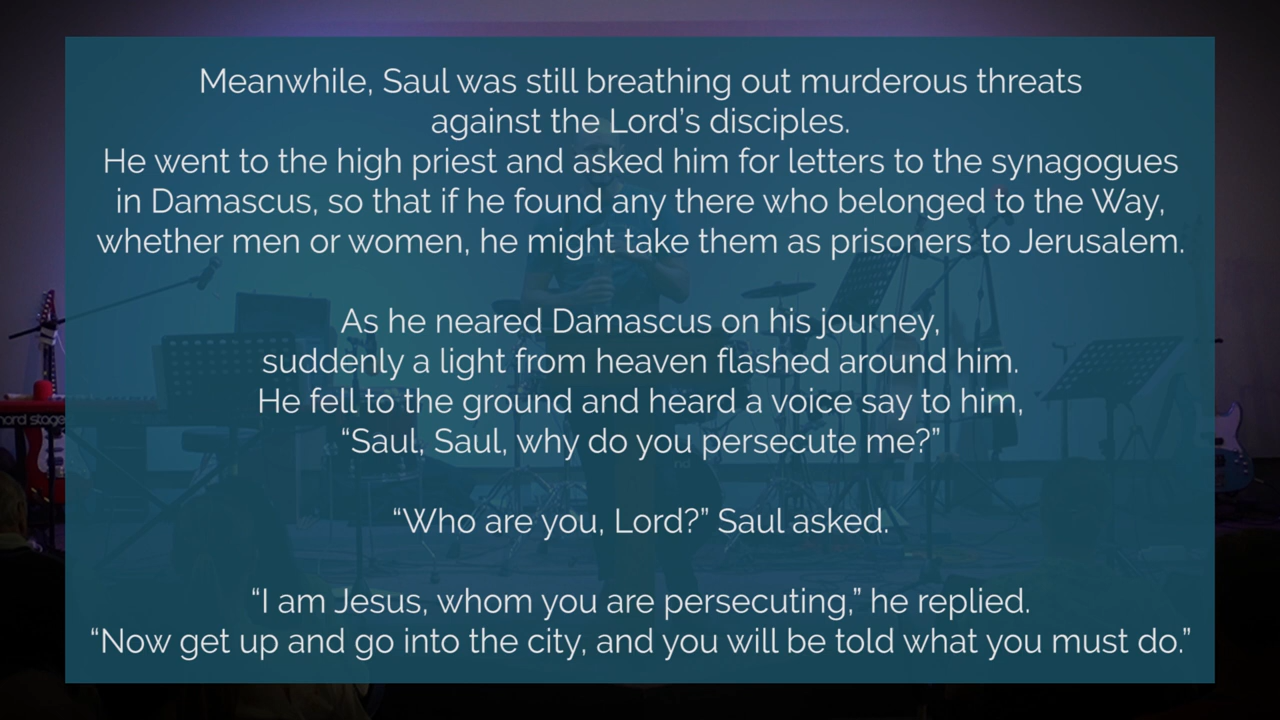 Meanwhile, Saul was still breathing out murderous threats
against the Lord’s disciples.
He went to the high priest and asked him for letters to the synagogues
in Damascus, so that if he found any there who belonged to the Way,
whether men or women, he might take them as prisoners to Jerusalem.
As he neared Damascus on his journey,
suddenly a light from heaven flashed around him.
He fell to the ground and heard a voice say to him,
“Saul, Saul, why do you persecute me?”
“Who are you, Lord?” Saul asked.
“I am Jesus, whom you are persecuting,” he replied.
“Now get up and go into the city, and you will be told what you must do.”
nord stage